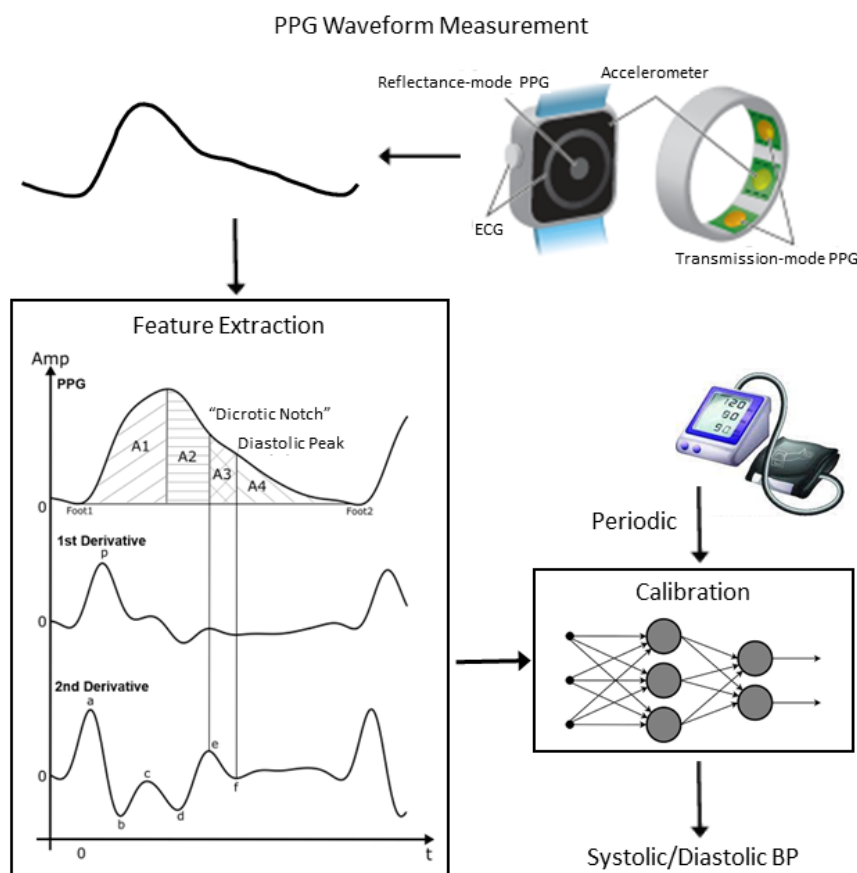 PPG Waveform Measurement
Reflectance-mode PPG
Accelerometer
ECG
Transmission-mode PPG
Feature Extraction
Amp
PPG
“Dicrotic Notch”
Diastolic Peak
A1
A2
A3
A4
0
Foot1
Foot2
1st Derivative
p
0
2nd Derivative
a
e
c
0
f
b
d
0
t
120
80
90
Periodic
Calibration
Systolic/Diastolic BP